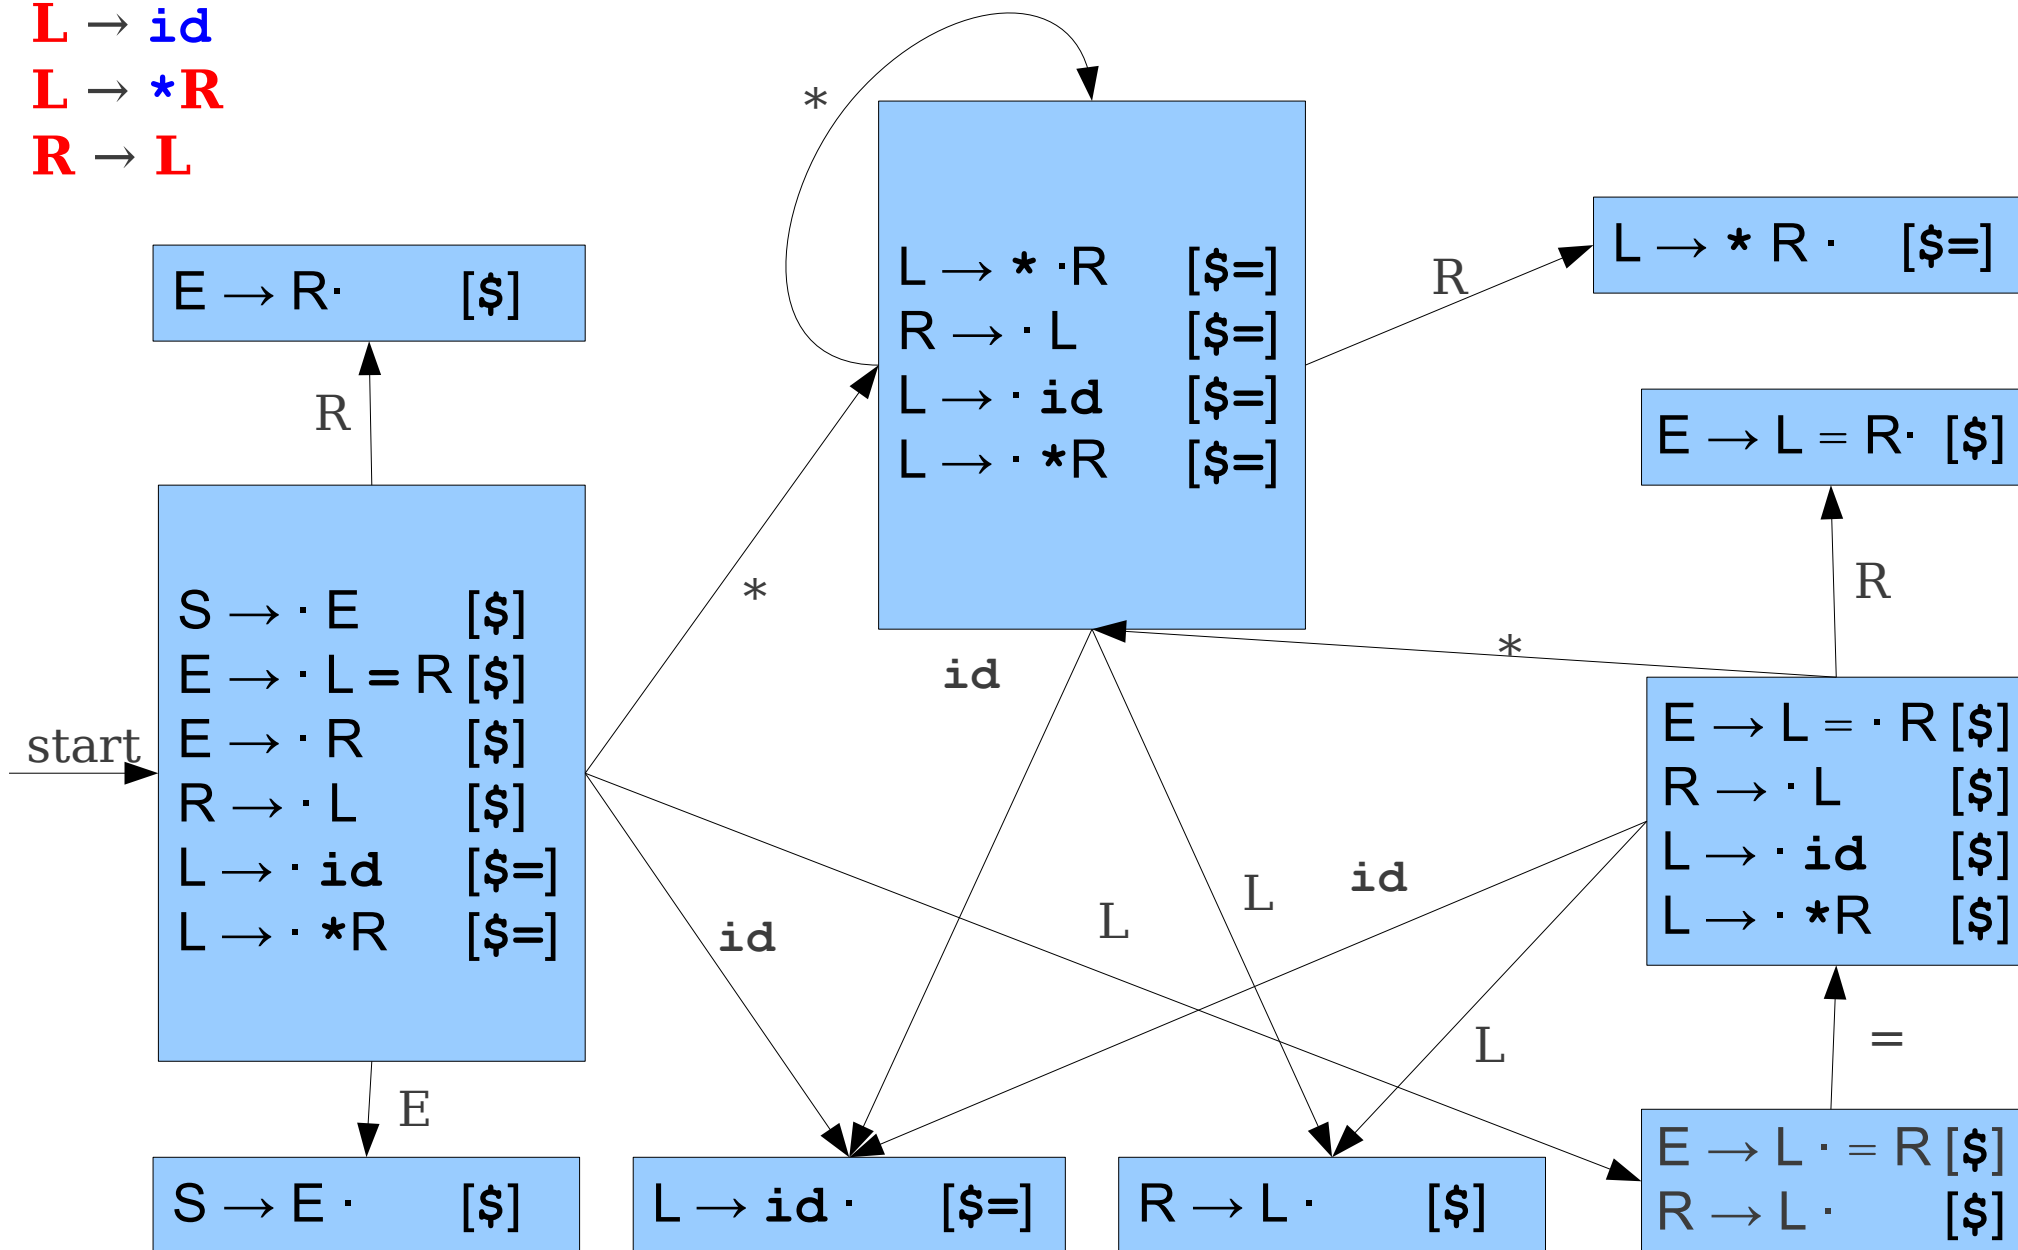 L → id
L → *R
R → L
*
E → R· [$]
R
L → * ·R [$=]
R → · L [$=]
L → · id [$=]
L → · *R [$=]
R
L → * R · [$=]
E → L = R· [$]
R
start
S → · E [$]
E → · L = R [$]
E → · R [$]
R → · L [$]
L → · id [$=]
L → · *R [$=]
*
id
*
E → L = · R [$]
R → · L [$]
L → · id [$]
L → · *R [$]
id
L
L
id
L
=
E
S → E · [$]
L → id · [$=]
R → L · [$]
E → L · = R [$]
R → L · [$]